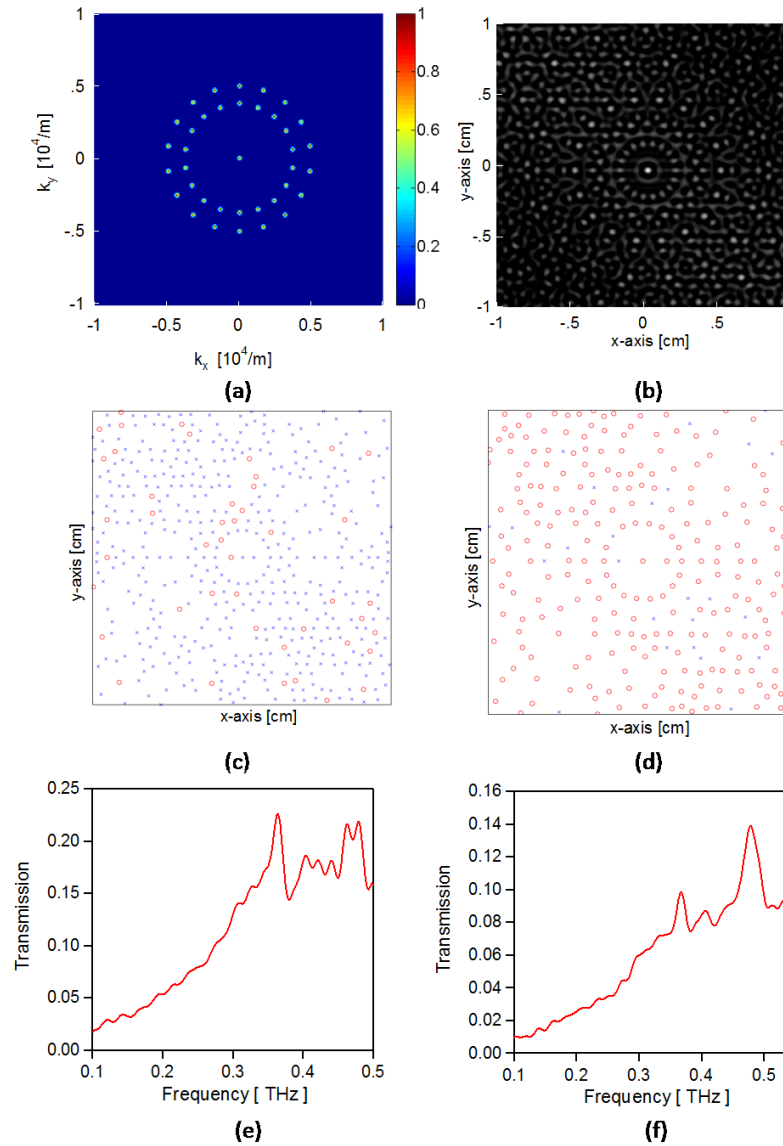 1
.5
0
-.5
-1
k_y [10^4/m]
-1 -0.5 0 0.5 1
k_x [10^4/m]
1
0.8
0.6
0.4
0.2
0
(a)
1
.5
0
-.5
-1
y-axis [cm]
-1 -.5 0 .5
x-axis [cm]
(b)
y-axis [cm]
x-axis [cm]
(c)
y-axis [cm]
x-axis [cm]
(d)
0.25
0.20
0.15
0.10
0.05
0.00
Transmission
0.1 0.2 0.3 0.4 0.5
Frequency [ THz]
(e)
0.16
0.14
0.12
0.10
0.08
0.06
0.04
0.02
0.00
Transmission
0.1 0.2 0.3 0.4 0.5
Frequency [ THz]
(f)